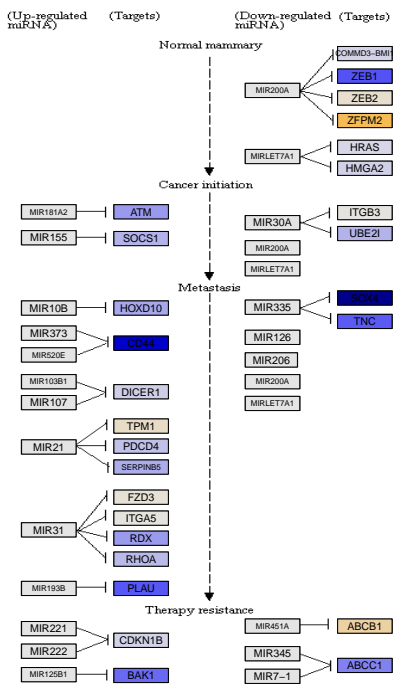 (Up-regulated miRNA)
(Targets)
(Down-regulated miRNA)
(Targets)
Normal mammary
MIR200A
COMMD3-BMI1
ZEB1
ZEB2
ZFPM2
MIRLET7A1
HRAS
HMGA2
Cancer initiation
MIR181A2
ATM
MIR155
SOCS1
MIR30A
ITGB3
UBE2I
MIR200A
MIRLET7A1
Metastasis
MIR10B
HOXD10
MIR373
MIR520E
CD44
MIR103B1
MIR107
DICER1
MIR21
TPM1
PDCD4
SERPINB5
MIR31
FZD3
ITGA5
RDX
RHOA
MIR193B
PLAU
MIR335
SOX4
TNC
MIR126
MIR206
MIR200A
MIRLET7A1
Therapy resistance
MIR221
MIR222
CDKN1B
MIR125B1
BAK1
MIR451A
ABCB1
MIR345
MIR7-1
ABCC1